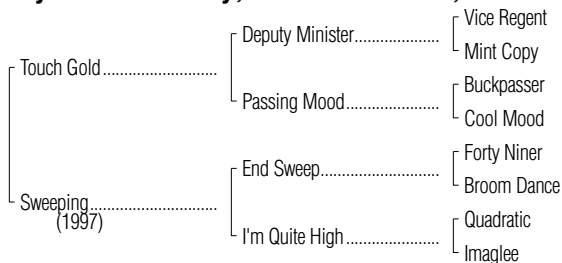 Vice Regent
Deputy Minister....................
Mint Copy
Touch Gold...........................
Buckpasser
Passing Mood......................
Cool Mood
Forty Niner
End Sweep............................
Broom Dance
Sweeping..............................
(1997)
Quadratic
I'm Quite High......................
Imaglee